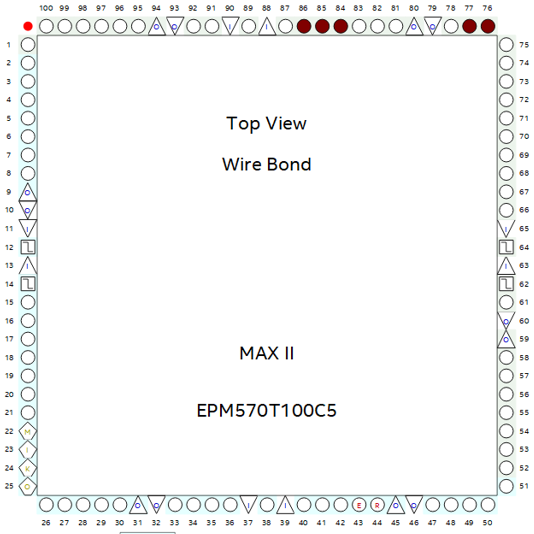 100 99 98 97 96 95 94 93 92 91 90 89 88 87 86 85 84 83 82 81 80 79 78 77 76
O O I I O O
1 75
2 74
3 73
4 72
5 71
Top View
6 70
7 69
Wire Bond
8 68
9 O 67
10 O 66
11 I I 65
12 64
13 I I 63
14 62
15 61
16 O 60
17 O 59
MAX II
18 58
19 57
20 56
EPM570T100C5
21 55
22 M 54
23 I 53
24 K 52
25 O 51
O O I I E R O O
26 27 28 29 30 31 32 33 34 35 36 37 38 39 40 41 42 43 44 45 46 47 48 49 50